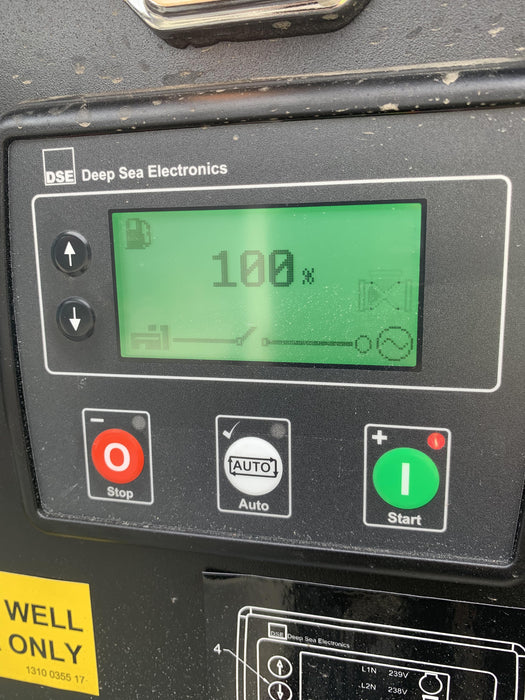 DSE Deep Sea Electronics
100%
O
AUTO
I
Stop
Auto
Start
WELL
ONLY
1310 0355 17
DSE Deep Sea Electronics
4
L1N 239V
L2N 238V